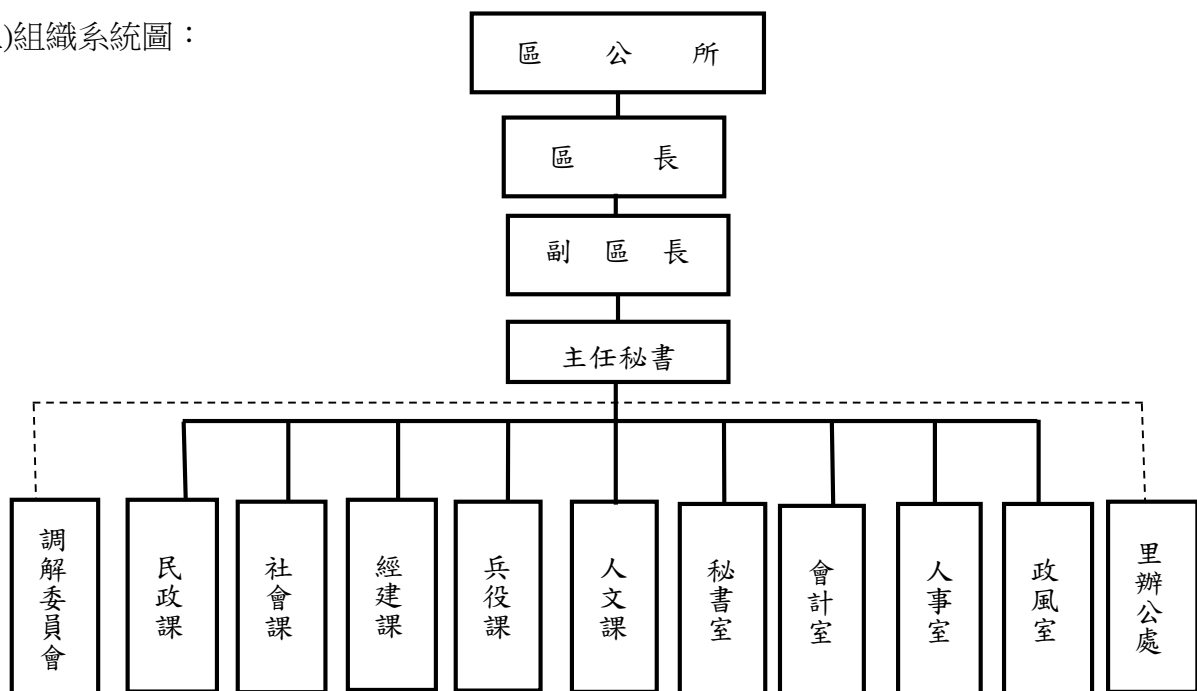 )組織系統圖：
區公所
區長
副區長
主任秘書
調解委員會
民政課
社會課
經建課
兵役課
人文課
秘書室
會計室
人事室
政風室
里辦公處